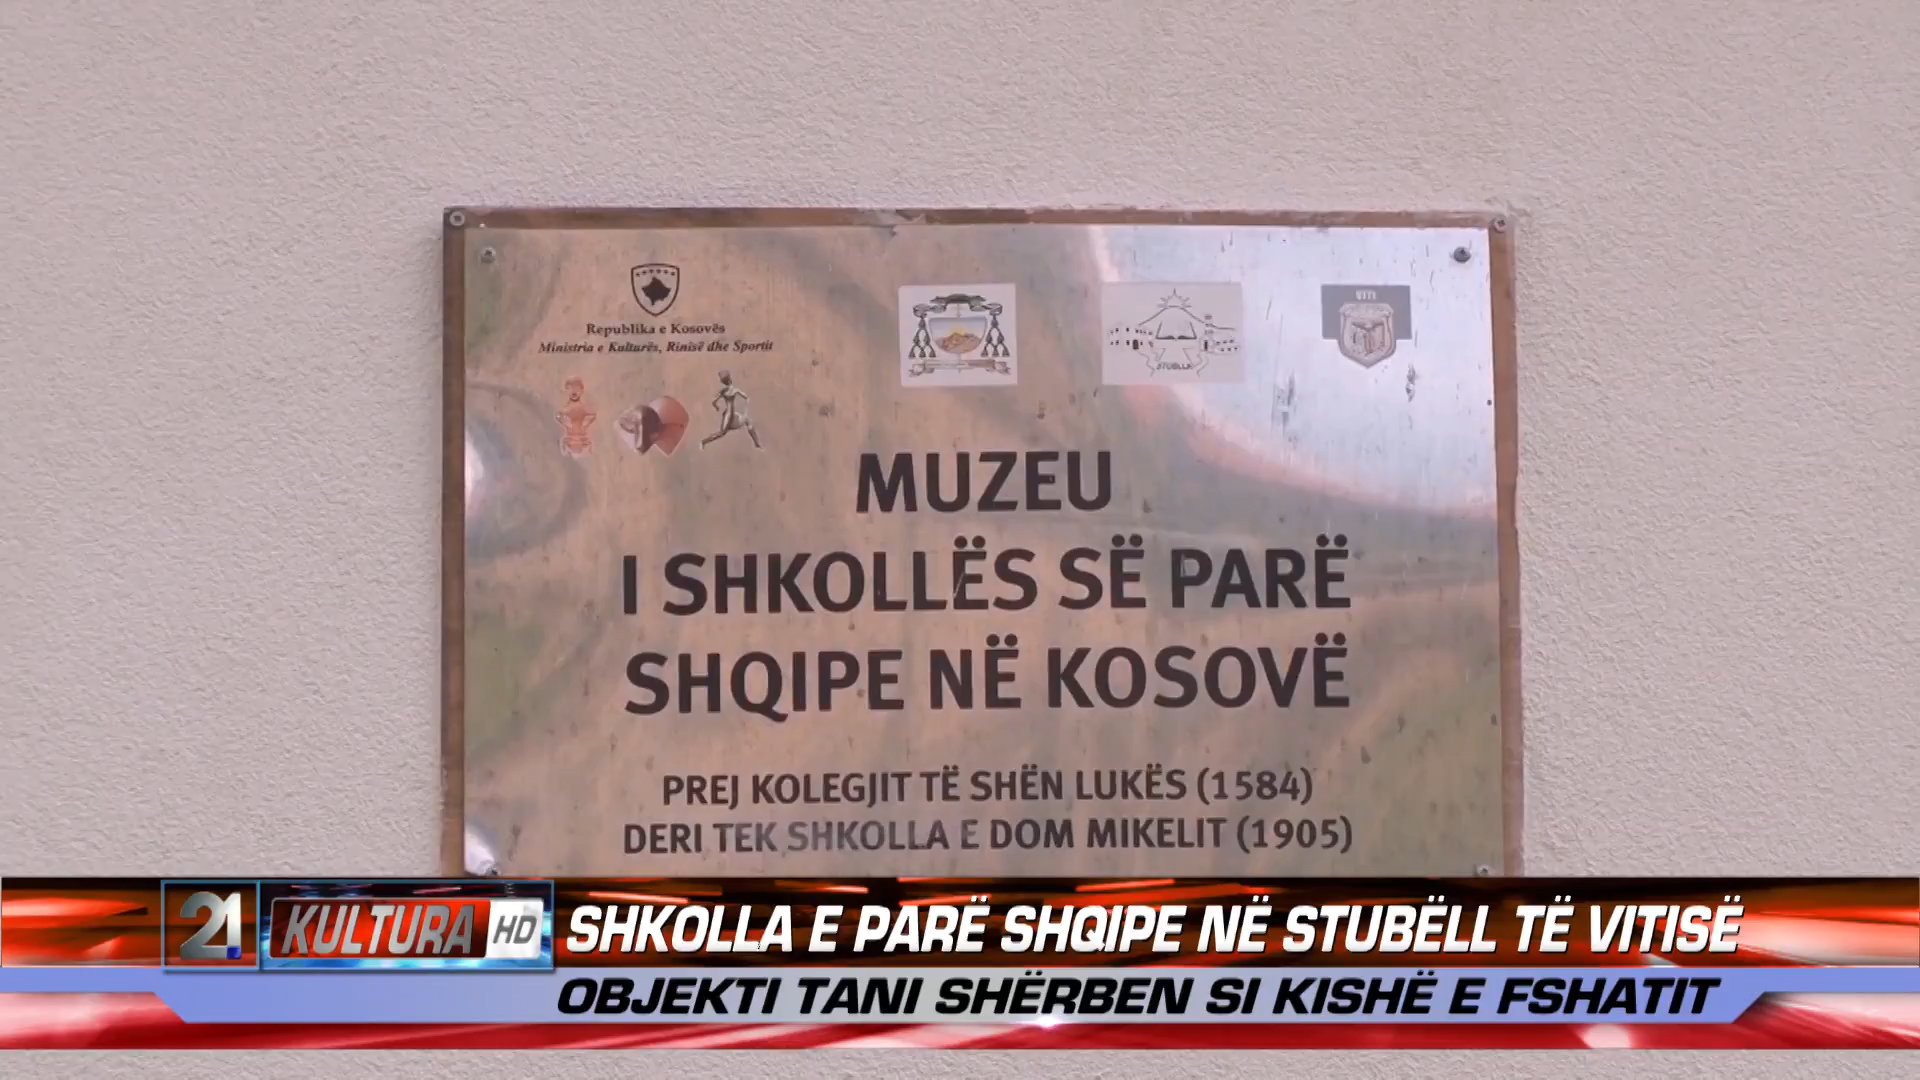 Republika e Kosovës
Ministria e Kulturës, Rinisë dhe Sportit
STUBLLA
VITI
MUZEU
I SHKOLLËS SË PARË
SHQIPE NË KOSOVË
PREJ KOLEGJIT TË SHËN LUKËS (1584)
DERI TEK SHKOLLA E DOM MIKELIT (1905)
21 KULTURA HD SHKOLLA E PARË SHQIPE NË STUBËLL TË VITISË
OBJEKTI TANI SHËRBEN SI KISHË E FSHATIT